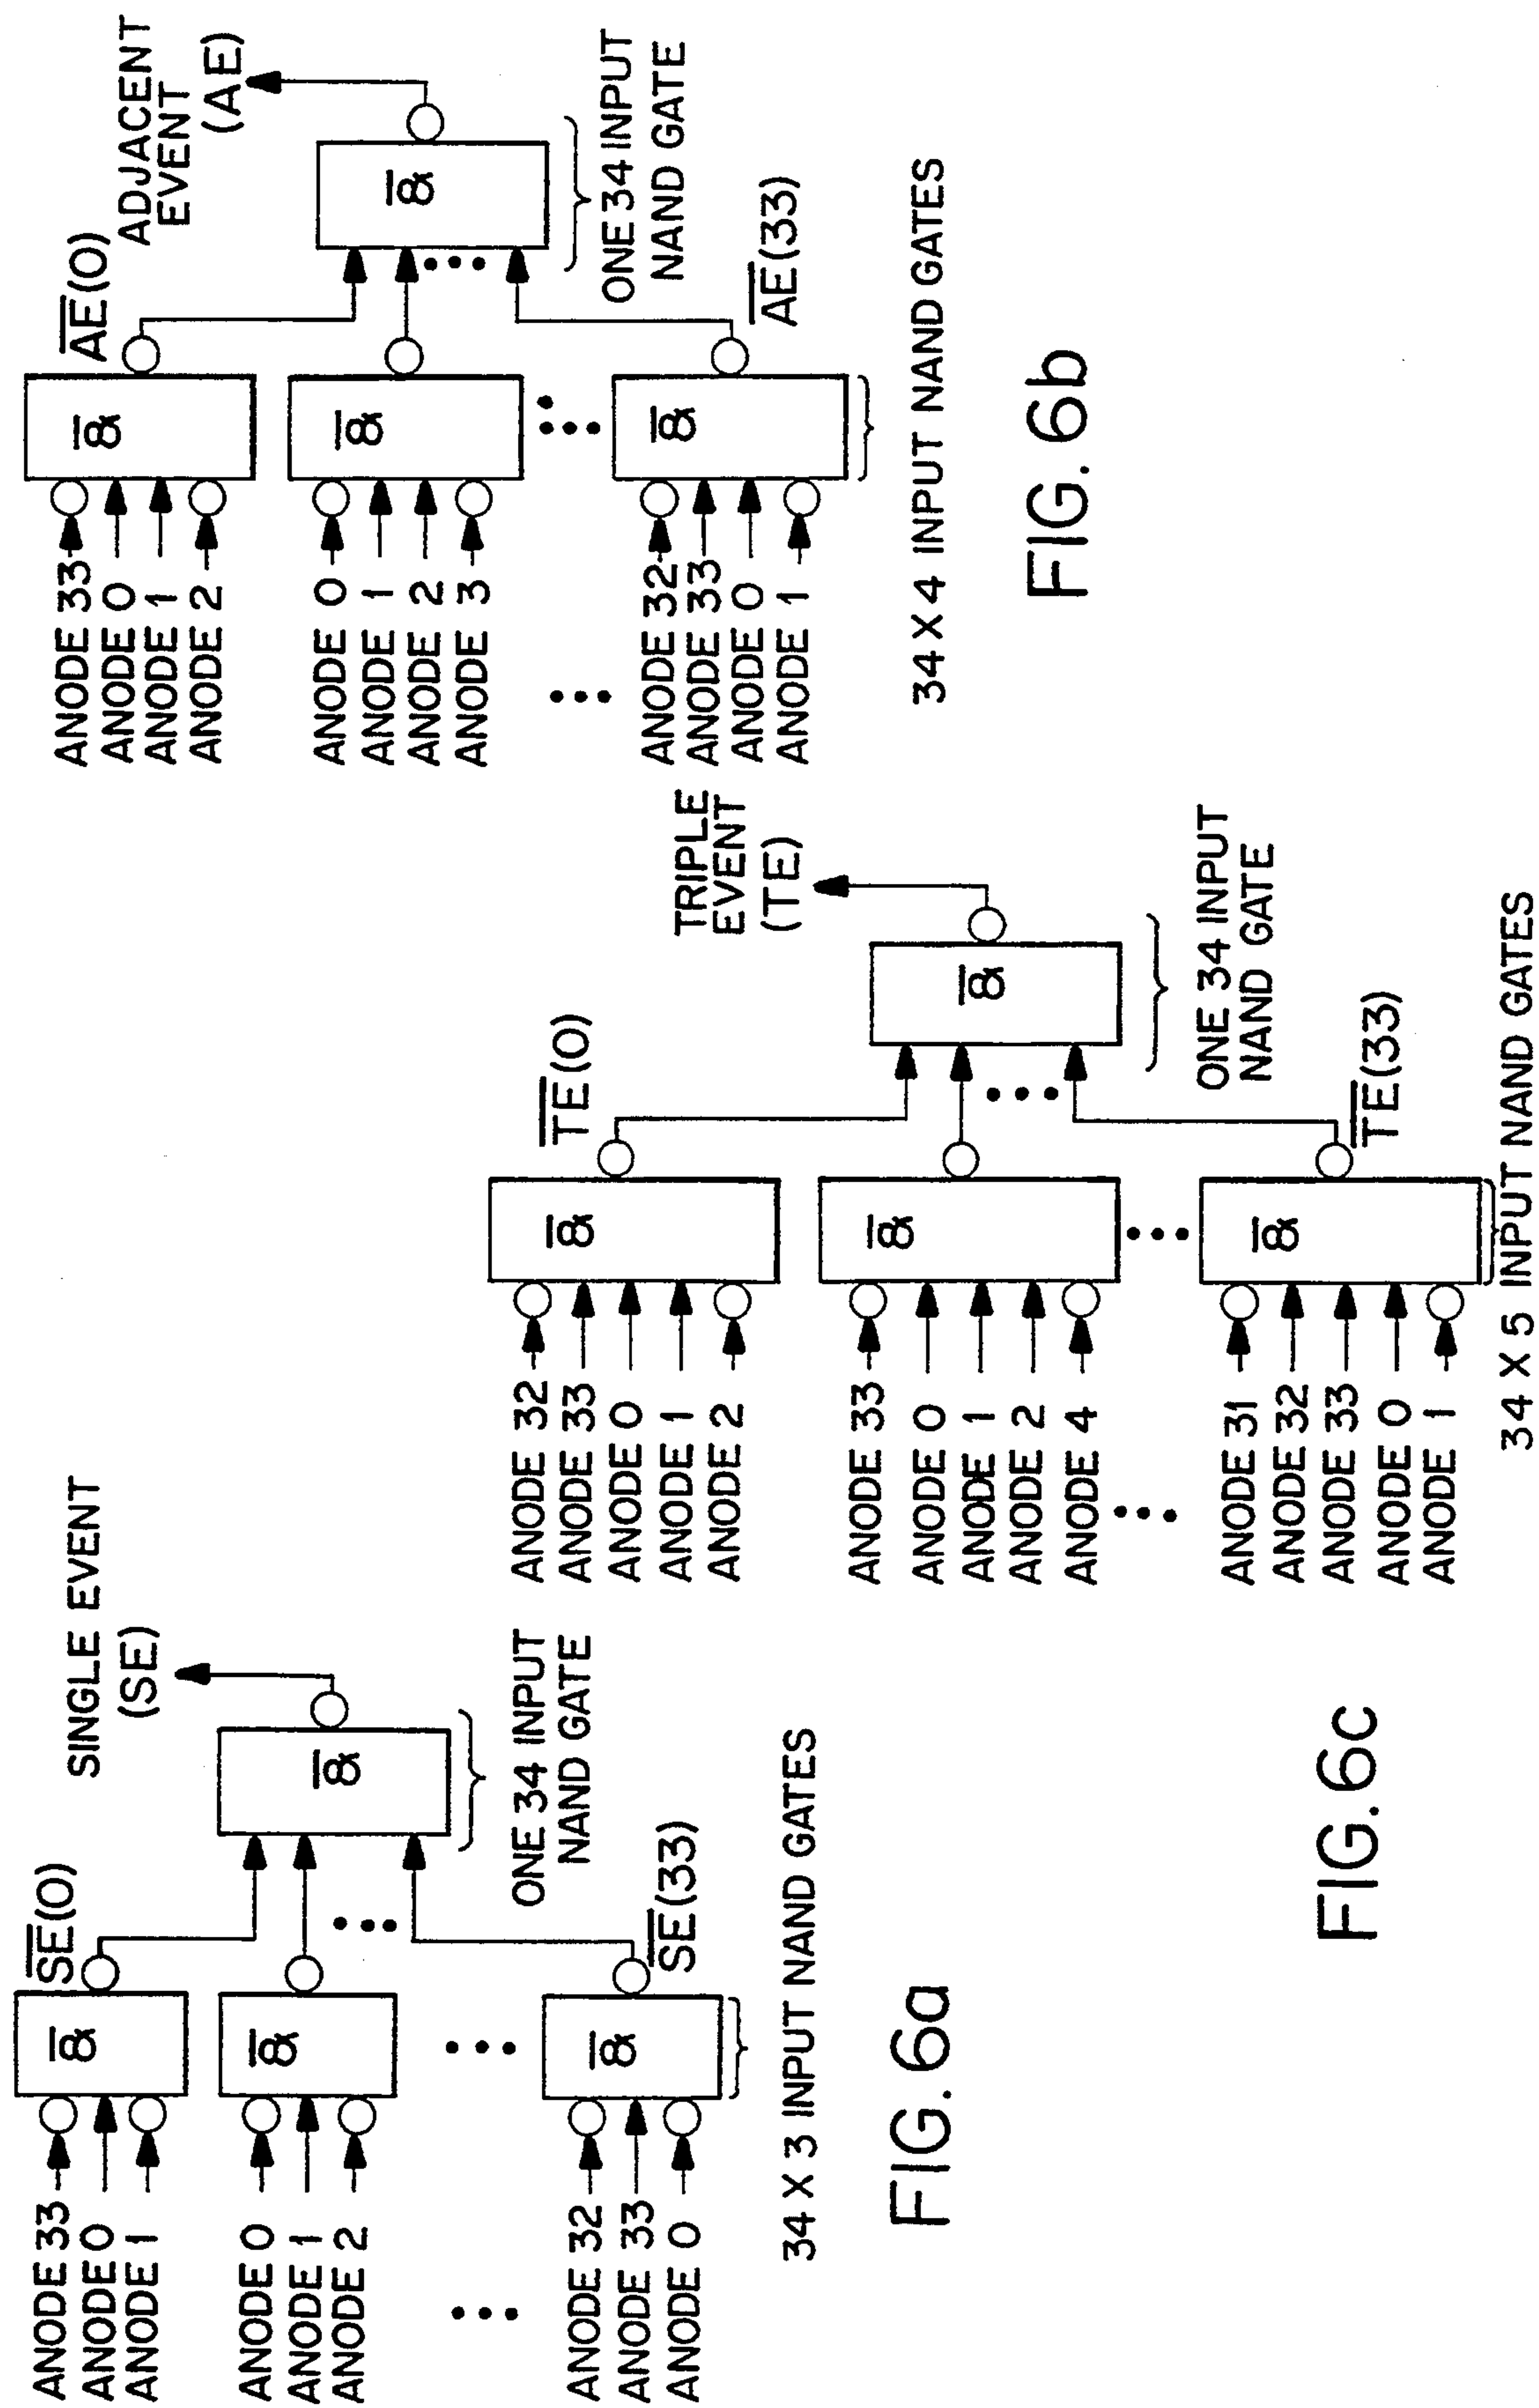 SINGLE EVENT
(SE)
SE(0)
ANODE 33
ANODE 0
ANODE 1
&
ANODE 0
ANODE 1
ANODE 2
&
&
ANODE 32
ANODE 33
ANODE 0
&
SE(33)
ONE 34 INPUT
NAND GATE
34 X 3 INPUT NAND GATES
FIG. 6a
ADJACENT
EVENT
(AE)
AE(0)
ANODE 33
ANODE 0
ANODE 1
ANODE 2
&
ANODE 0
ANODE 1
ANODE 2
ANODE 3
&
&
ANODE 32
ANODE 33
ANODE 0
ANODE 1
&
AE(33)
ONE 34 INPUT
NAND GATE
34 X 4 INPUT NAND GATES
FIG. 6b
TRIPLE
EVENT
(TE)
TE(0)
ANODE 32
ANODE 33
ANODE 0
ANODE 1
ANODE 2
&
ANODE 33
ANODE 0
ANODE 1
ANODE 2
ANODE 4
&
&
ANODE 31
ANODE 32
ANODE 33
ANODE 0
ANODE 1
&
TE(33)
ONE 34 INPUT
NAND GATE
34 X 5 INPUT NAND GATES
FIG. 6c